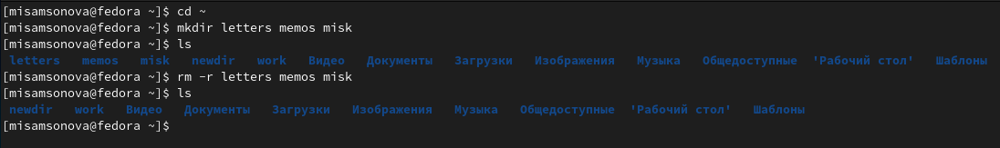 [misamsonova@fedora ~]$ cd ~
[misamsonova@fedora ~]$ mkdir letters memos misk
[misamsonova@fedora ~]$ ls
letters memos misk newdir work Видео Документы Загрузки Изображения Музыка Общедоступные 'Рабочий стол' Шаблоны
[misamsonova@fedora ~]$ rm -r letters memos misk
[misamsonova@fedora ~]$ ls
newdir work Видео Документы Загрузки Изображения Музыка Общедоступные 'Рабочий стол' Шаблоны
[misamsonova@fedora ~]$